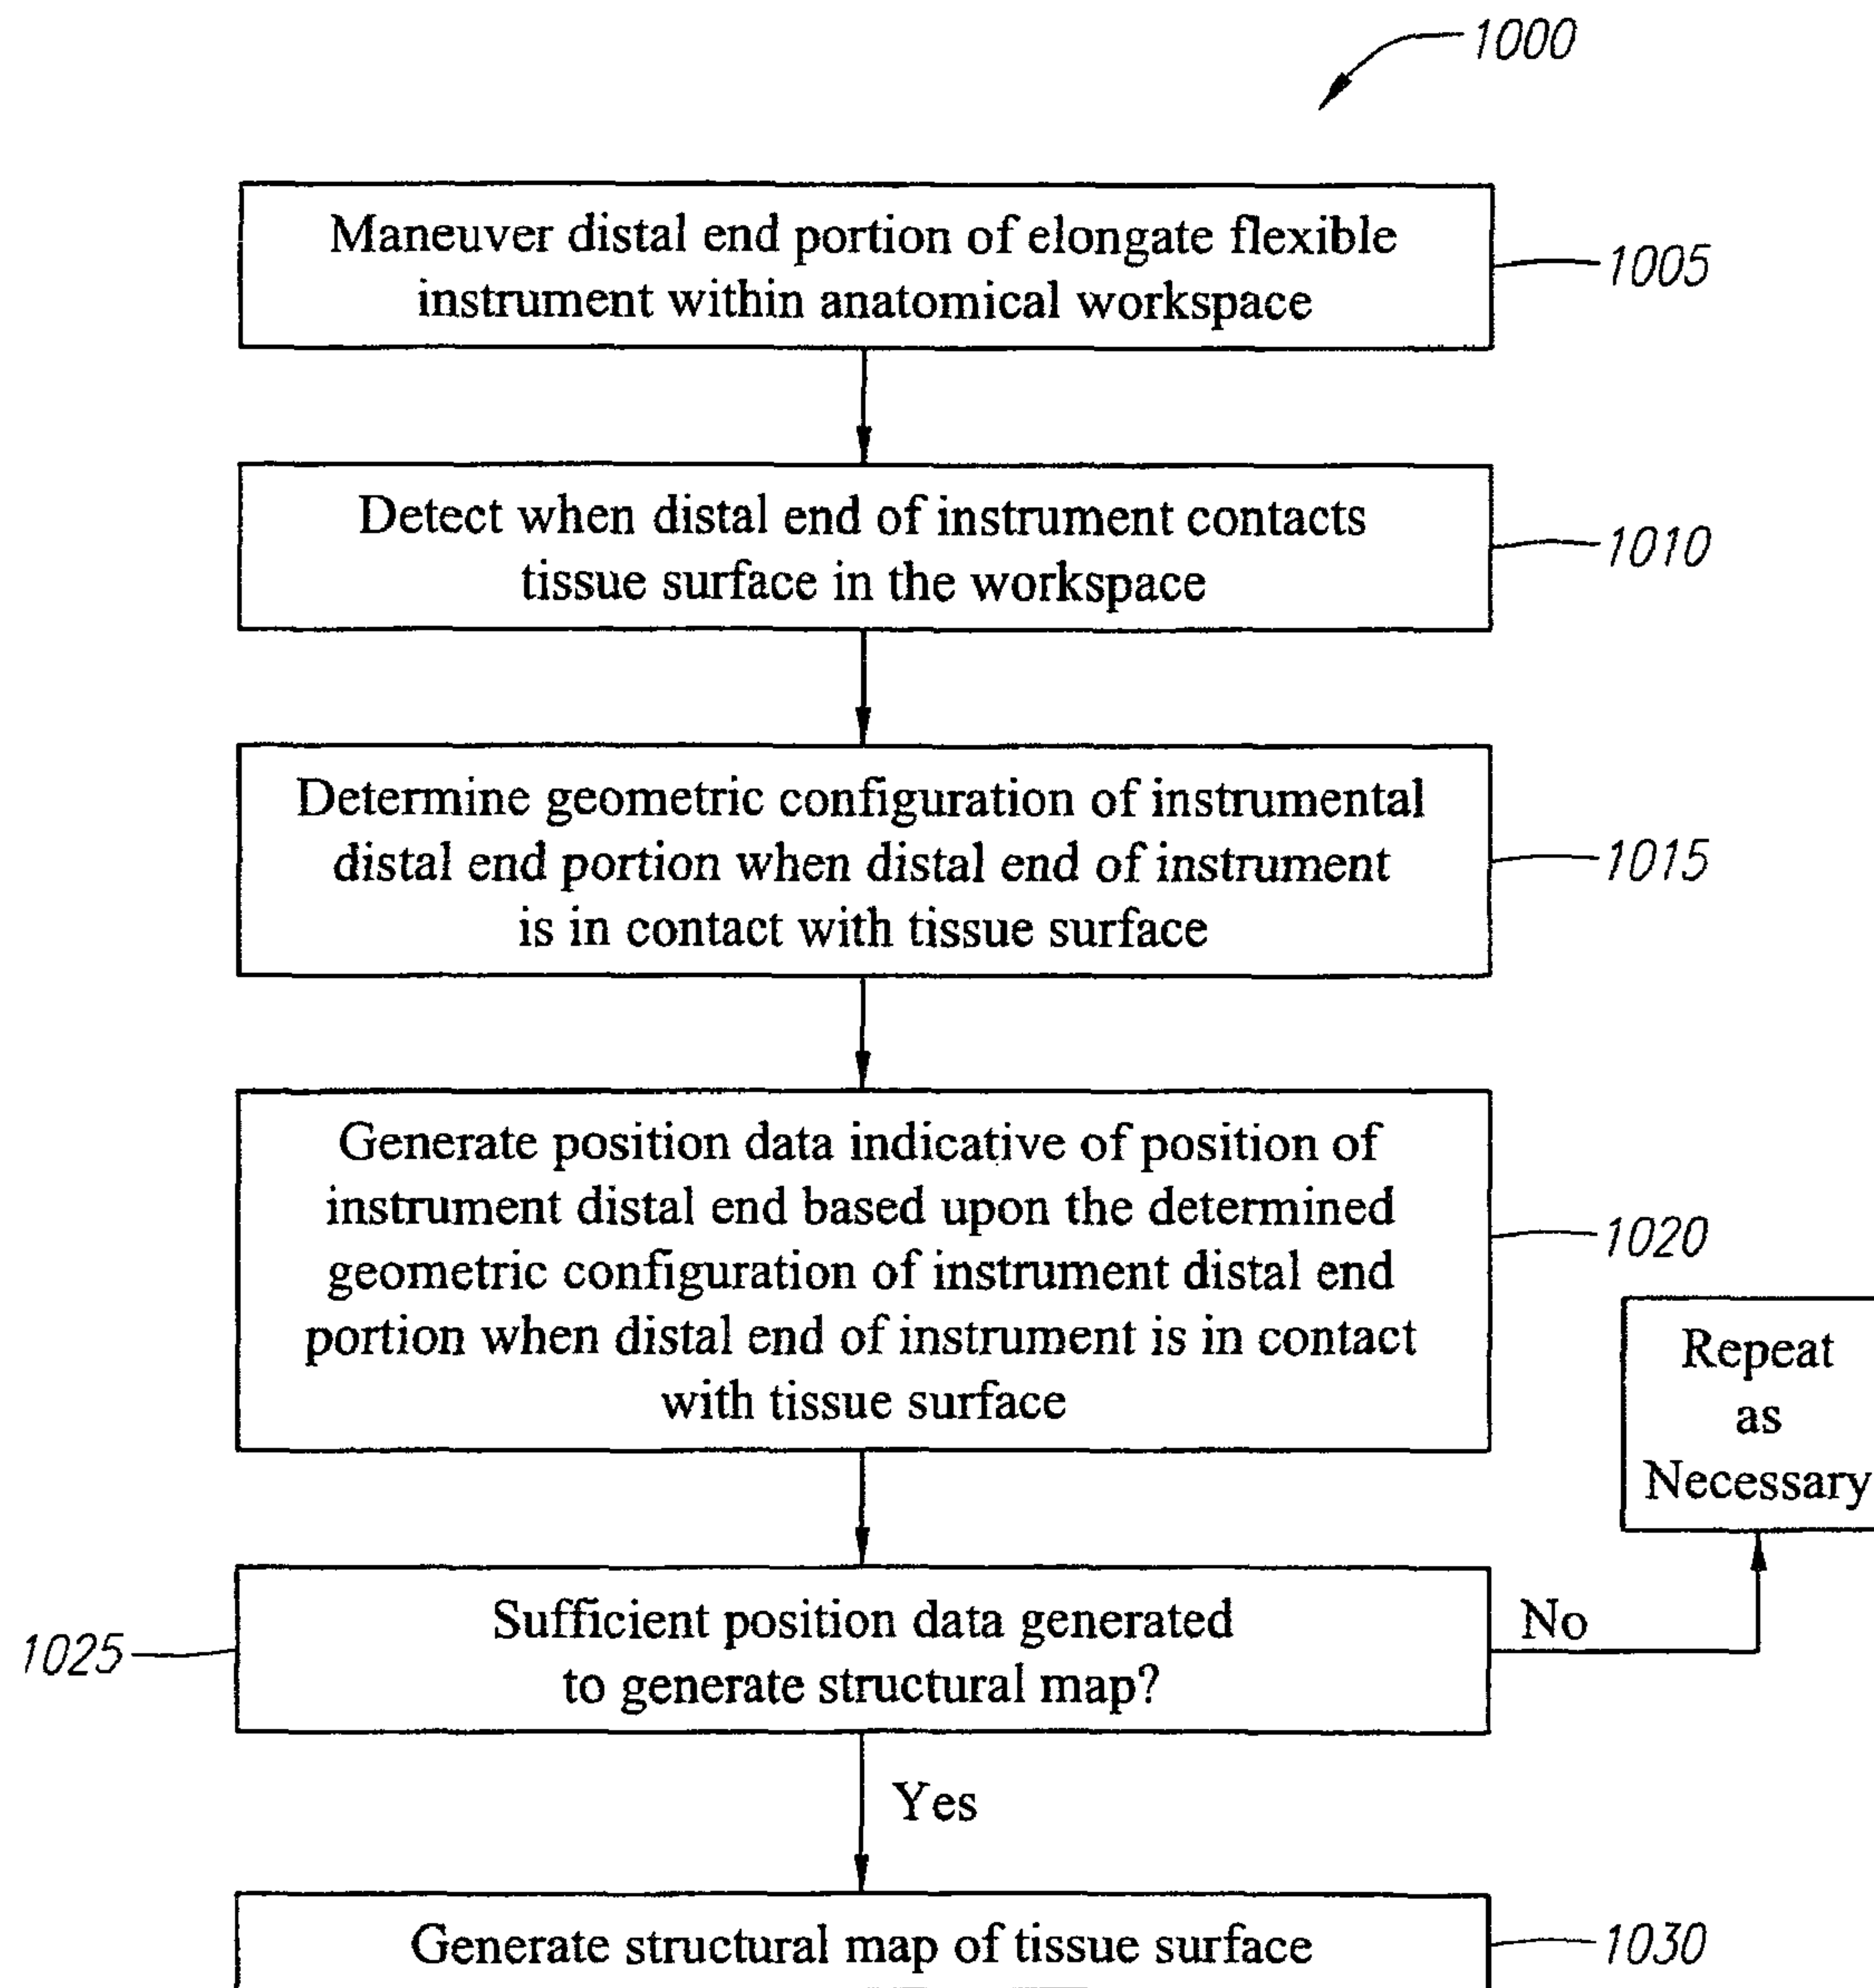 1000
Maneuver distal end portion of elongate flexible
instrument within anatomical workspace
1005
Detect when distal end of instrument contacts
tissue surface in the workspace
1010
Determine geometric configuration of instrumental
distal end portion when distal end of instrument
is in contact with tissue surface
1015
Generate position data indicative of position of
instrument distal end based upon the determined
geometric configuration of instrument distal end
portion when distal end of instrument is in contact
with tissue surface
1020
Repeat
as
Necessary
Sufficient position data generated
to generate structural map?
1025
No
Yes
Generate structural map of tissue surface
1030